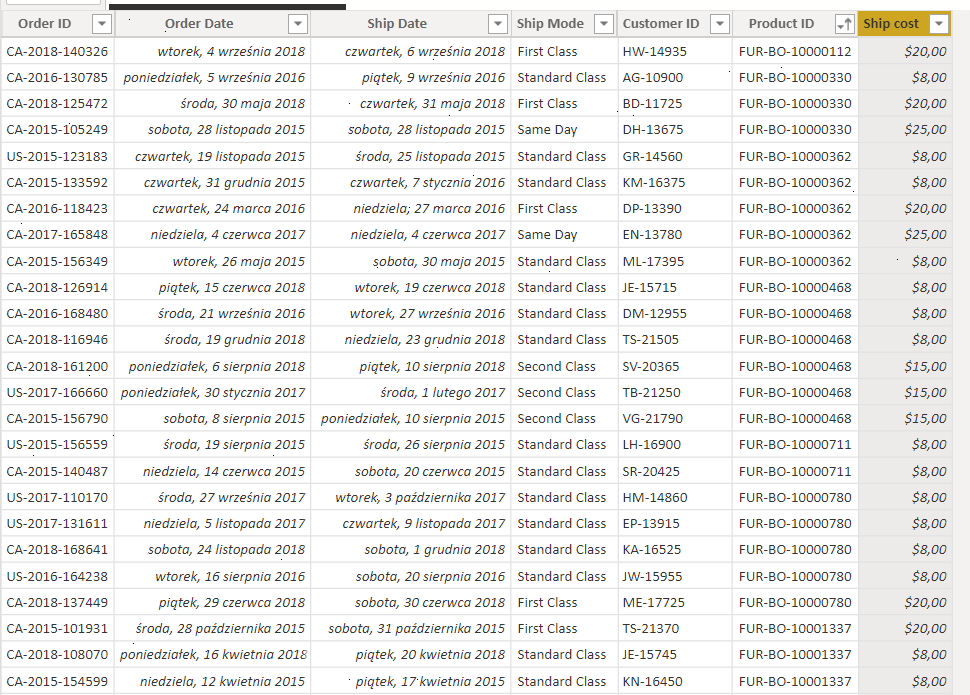 Order ID Order Date Ship Date Ship Mode Customer ID Product ID Ship cost
CA-2018-140326 wtorek, 4 września 2018 czwartek, 6 września 2018 First Class HW-14935 FUR-BO-10000112 $20,00
CA-2016-130785 poniedziałek, 5 września 2016 piątek, 9 września 2016 Standard Class AG-10900 FUR-BO-10000330 $8,00
CA-2018-125472 środa, 30 maja 2018 czwartek, 31 maja 2018 First Class BD-11725 FUR-BO-10000330 $20,00
CA-2015-105249 sobota, 28 listopada 2015 sobota, 28 listopada 2015 Same Day DH-13675 FUR-BO-10000330 $25,00
US-2015-123183 czwartek, 19 listopada 2015 środa, 25 listopada 2015 Standard Class GR-14560 FUR-BO-10000362 $8,00
CA-2015-133592 czwartek, 31 grudnia 2015 czwartek, 7 stycznia 2016 Standard Class KM-16375 FUR-BO-10000362 $8,00
CA-2016-118423 czwartek, 24 marca 2016 niedziela, 27 marca 2016 First Class DP-13390 FUR-BO-10000362 $20,00
CA-2017-165848 niedziela, 4 czerwca 2017 niedziela, 4 czerwca 2017 Same Day EN-13780 FUR-BO-10000362 $25,00
CA-2015-156349 wtorek, 26 maja 2015 sobota, 30 maja 2015 Standard Class ML-17395 FUR-BO-10000362 $8,00
CA-2018-126914 piątek, 15 czerwca 2018 wtorek, 19 czerwca 2018 Standard Class JE-15715 FUR-BO-10000468 $8,00
CA-2016-168480 środa, 21 września 2016 wtorek, 27 września 2016 Standard Class DM-12955 FUR-BO-10000468 $8,00
CA-2018-116946 środa, 19 grudnia 2018 niedziela, 23 grudnia 2018 Standard Class TS-21505 FUR-BO-10000468 $8,00
CA-2018-161200 poniedziałek, 6 sierpnia 2018 piątek, 10 sierpnia 2018 Second Class SV-20365 FUR-BO-10000468 $15,00
US-2017-166660 poniedziałek, 30 stycznia 2017 środa, 1 lutego 2017 Second Class TB-21250 FUR-BO-10000468 $15,00
CA-2015-156790 sobota, 8 sierpnia 2015 poniedziałek, 10 sierpnia 2015 Second Class VG-21790 FUR-BO-10000468 $15,00
US-2015-156559 środa, 19 sierpnia 2015 środa, 26 sierpnia 2015 Standard Class LH-16900 FUR-BO-10000711 $8,00
CA-2015-140487 niedziela, 14 czerwca 2015 sobota, 20 czerwca 2015 Standard Class SR-20425 FUR-BO-10000711 $8,00
US-2017-110170 środa, 27 września 2017 wtorek, 3 października 2017 Standard Class HM-14860 FUR-BO-10000780 $8,00
US-2017-131611 niedziela, 5 listopada 2017 czwartek, 9 listopada 2017 Standard Class EP-13915 FUR-BO-10000780 $8,00
CA-2018-168641 sobota, 24 listopada 2018 sobota, 1 grudnia 2018 Standard Class KA-16525 FUR-BO-10000780 $8,00
US-2016-164238 wtorek, 16 sierpnia 2016 sobota, 20 sierpnia 2016 Standard Class JW-15955 FUR-BO-10000780 $8,00
CA-2018-137449 piątek, 29 czerwca 2018 sobota, 30 czerwca 2018 First Class ME-17725 FUR-BO-10000780 $20,00
CA-2015-101931 środa, 28 października 2015 sobota, 31 października 2015 First Class TS-21370 FUR-BO-10001337 $20,00
CA-2018-108070 poniedziałek, 16 kwietnia 2018 piątek, 20 kwietnia 2018 Standard Class JE-15745 FUR-BO-10001337 $8,00
CA-2015-154599 niedziela, 12 kwietnia 2015 piątek, 17 kwietnia 2015 Standard Class KN-16450 FUR-BO-10001337 $8,00